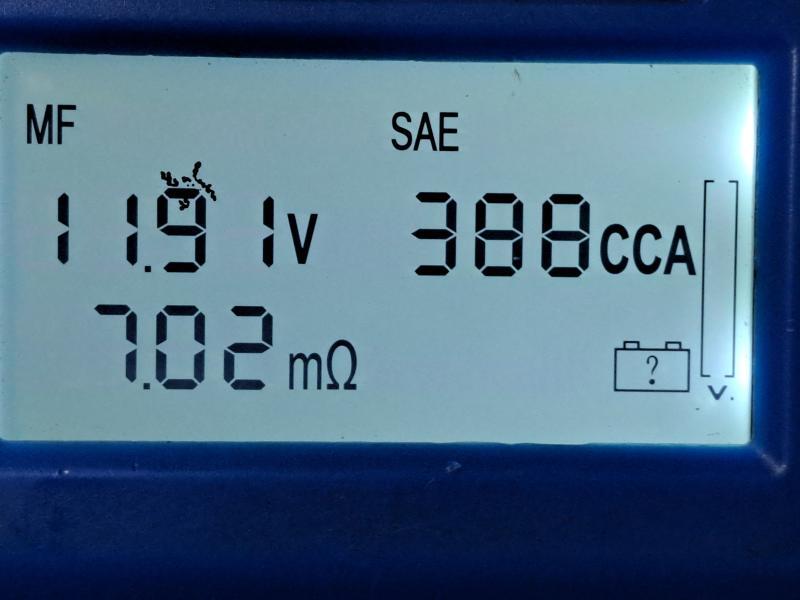 MF SAE
11.91V 388CCA
7.02mΩ
?
V.